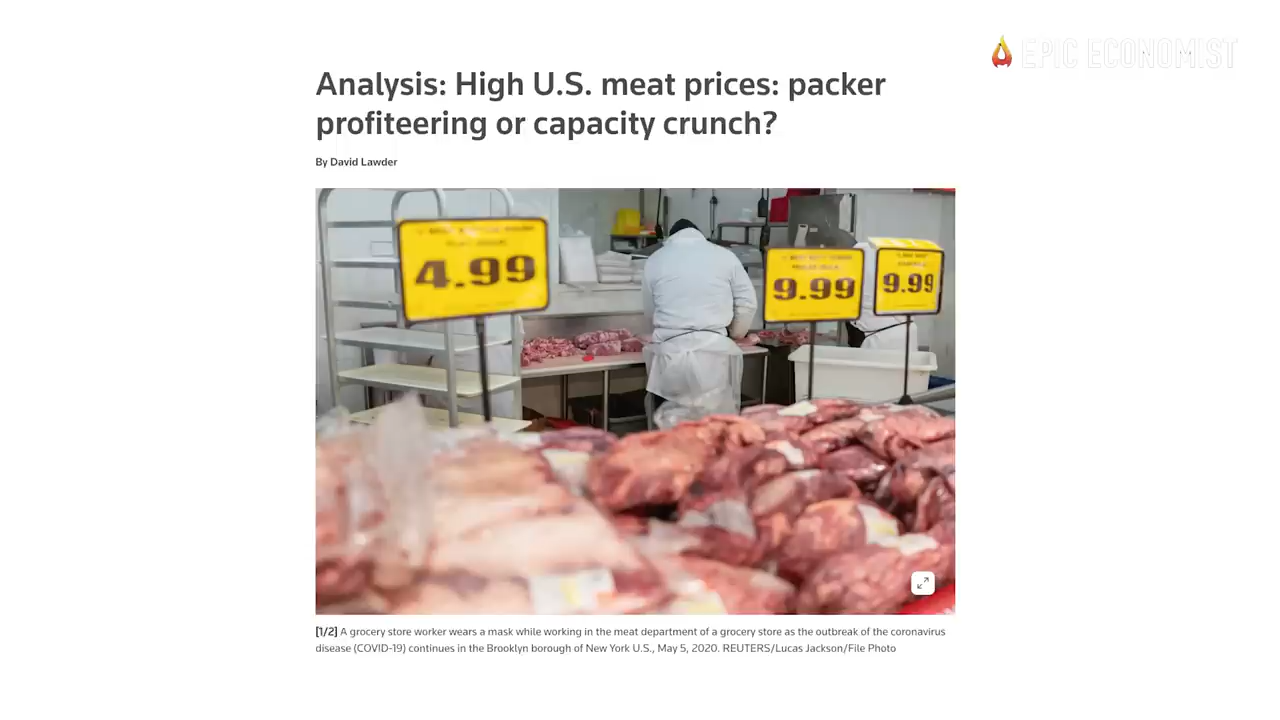 EPIC ECONOMIST
Analysis: High U.S. meat prices: packer
profiteering or capacity crunch?
By David Lawder
4.99
9.99
9.99
[1/2] A grocery store worker wears a mask while working in the meat department of a grocery store as the outbreak of the coronavirus
disease (COVID-19) continues in the Brooklyn borough of New York U.S., May 5, 2020. REUTERS/Lucas Jackson/File Photo